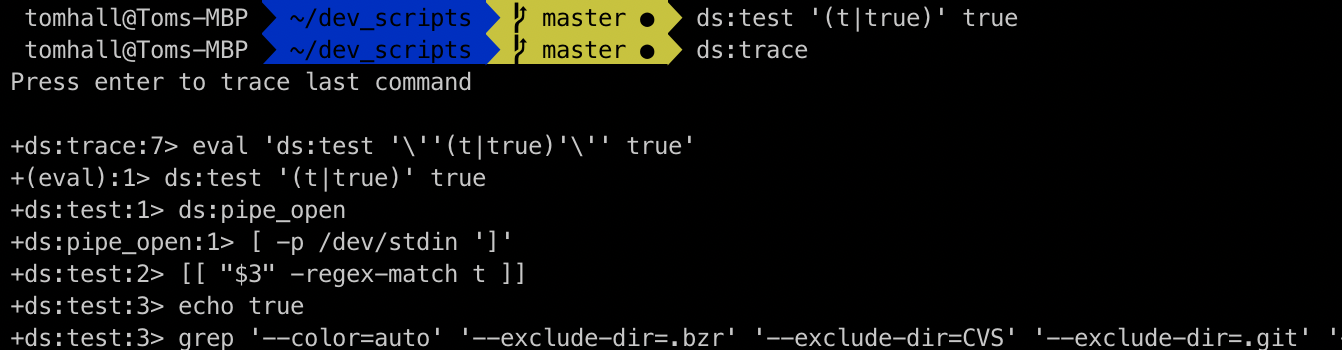 tomhall@Toms-MBP ~/dev_scripts master ● ds:test '(t|true)' true
tomhall@Toms-MBP ~/dev_scripts master ● ds:trace
Press enter to trace last command
+ds:trace:7> eval 'ds:test '\''(t|true)'\'' true'
+(eval):1> ds:test '(t|true)' true
+ds:test:1> ds:pipe_open
+ds:pipe_open:1> [ -p /dev/stdin ']'
+ds:test:2> [[ "$3" -regex-match t ]]
+ds:test:3> echo true
+ds:test:3> grep '--color=auto' '--exclude-dir=.bzr' '--exclude-dir=CVS' '--exclude-dir=.git' '